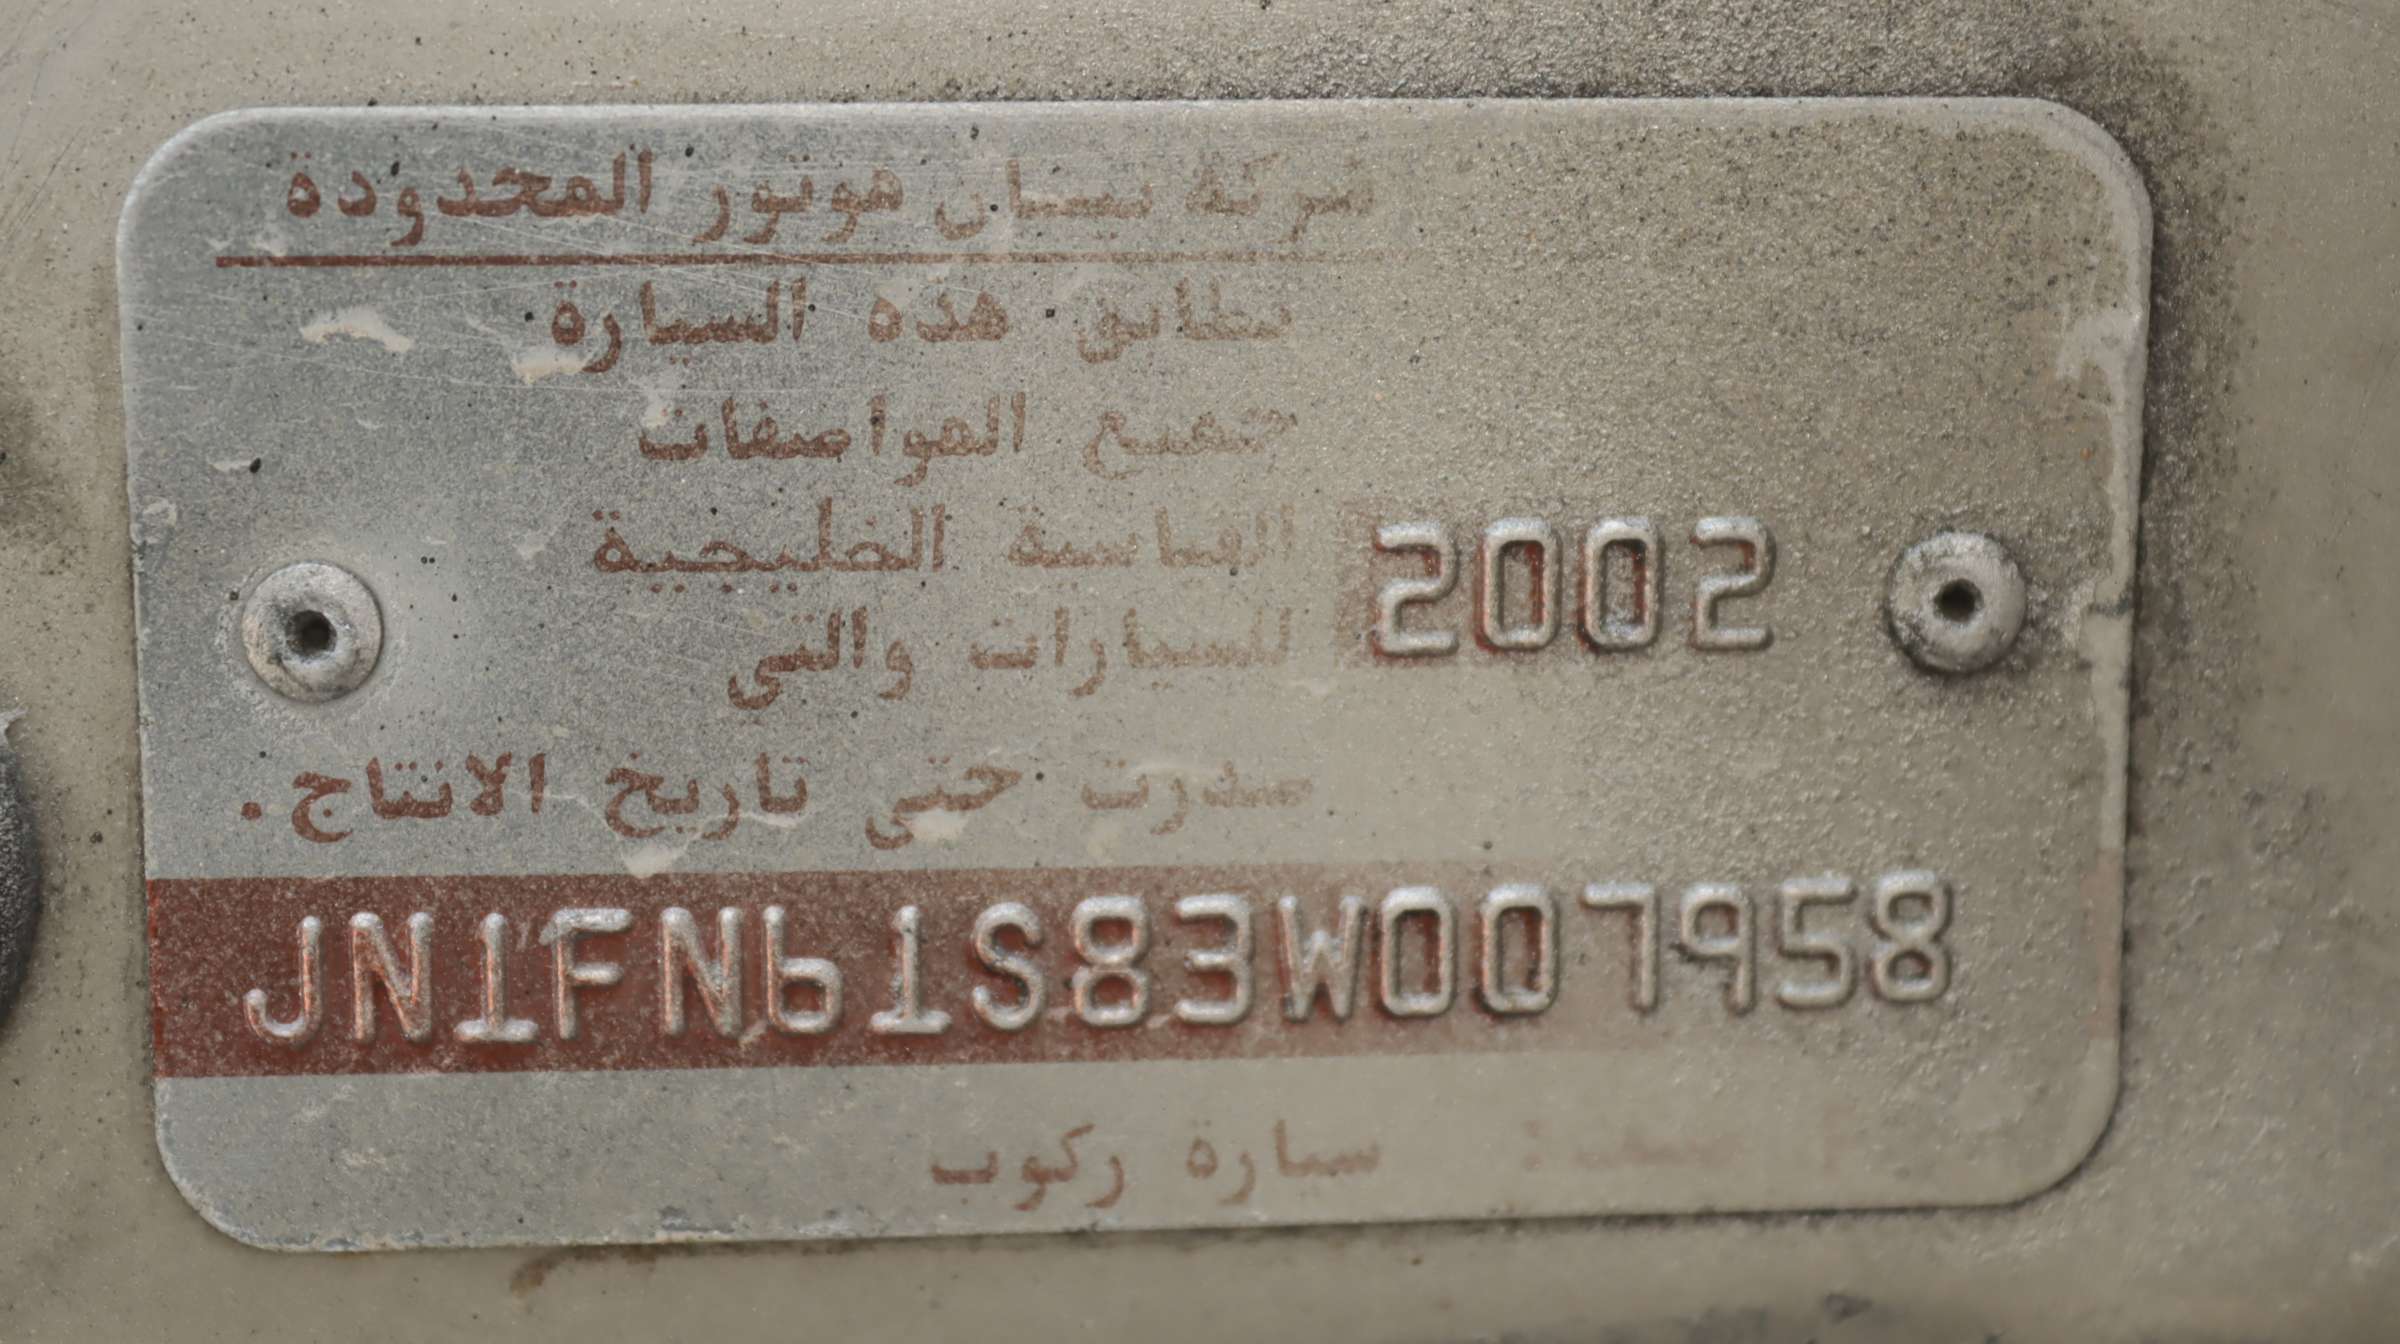 شركة نيسان موتور المحدودة
تطابق هذه السيارة
جميع المواصفات
القياسية الخليجية
للسيارات والتي
2002
صدرت حتى تاريخ الانتاج.
JN1FN61S83W007958
سيارة ركوب